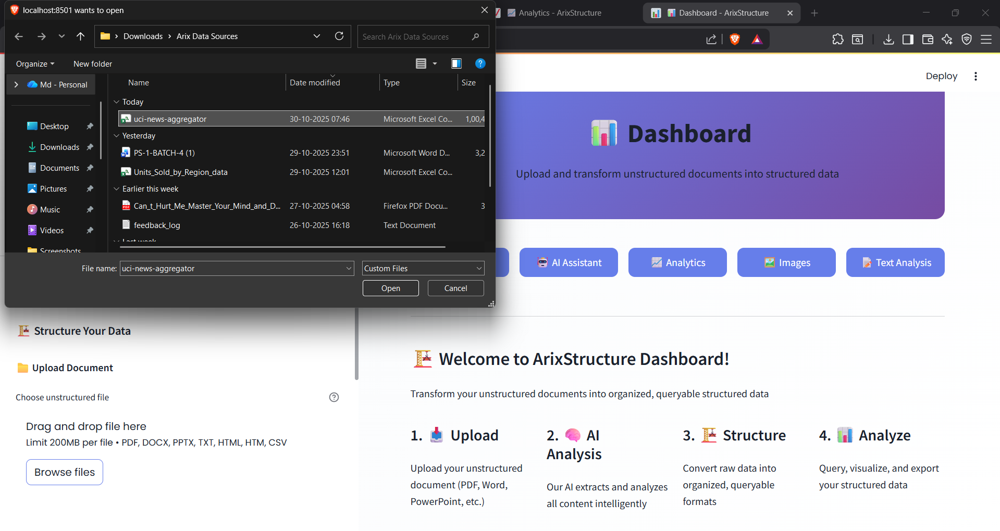 localhost:8501 wants to open
Analytics - ArixStructure
Dashboard - ArixStructure
Downloads
Arix Data Sources
Search Arix Data Sources
Organize
New folder
Md - Personal
Desktop
Downloads
Documents
Pictures
Music
Videos
Screenshots
Name
Date modified
Type
Size
Today
uci-news-aggregator
30-10-2025 07:46
Microsoft Excel Co...
1,00,4
Yesterday
PS-1-BATCH-4 (1)
29-10-2025 23:51
Microsoft Word D...
3,2
Units_Sold_by_Region_data
29-10-2025 12:01
Microsoft Excel Co...
Earlier this week
Can_t_Hurt_Me_Master_Your_Mind_and_D...
27-10-2025 04:58
Firefox PDF Docu...
3
feedback_log
26-10-2025 16:18
Text Document
Last week
File name:
uci-news-aggregator
Custom Files
Open
Cancel
Deploy
Dashboard
Upload and transform unstructured documents into structured data
AI Assistant
Analytics
Images
Text Analysis
Structure Your Data
Upload Document
Choose unstructured file
Drag and drop file here
Limit 200MB per file • PDF, DOCX, PPTX, TXT, HTML, HTM, CSV
Browse files
Welcome to ArixStructure Dashboard!
Transform your unstructured documents into organized, queryable structured data
1. Upload
Upload your unstructured
document (PDF, Word,
PowerPoint, etc.)
2. AI
Analysis
Our AI extracts and analyzes
all content intelligently
3. Structure
Convert raw data into
organized, queryable
formats
4. Analyze
Query, visualize, and export
your structured data